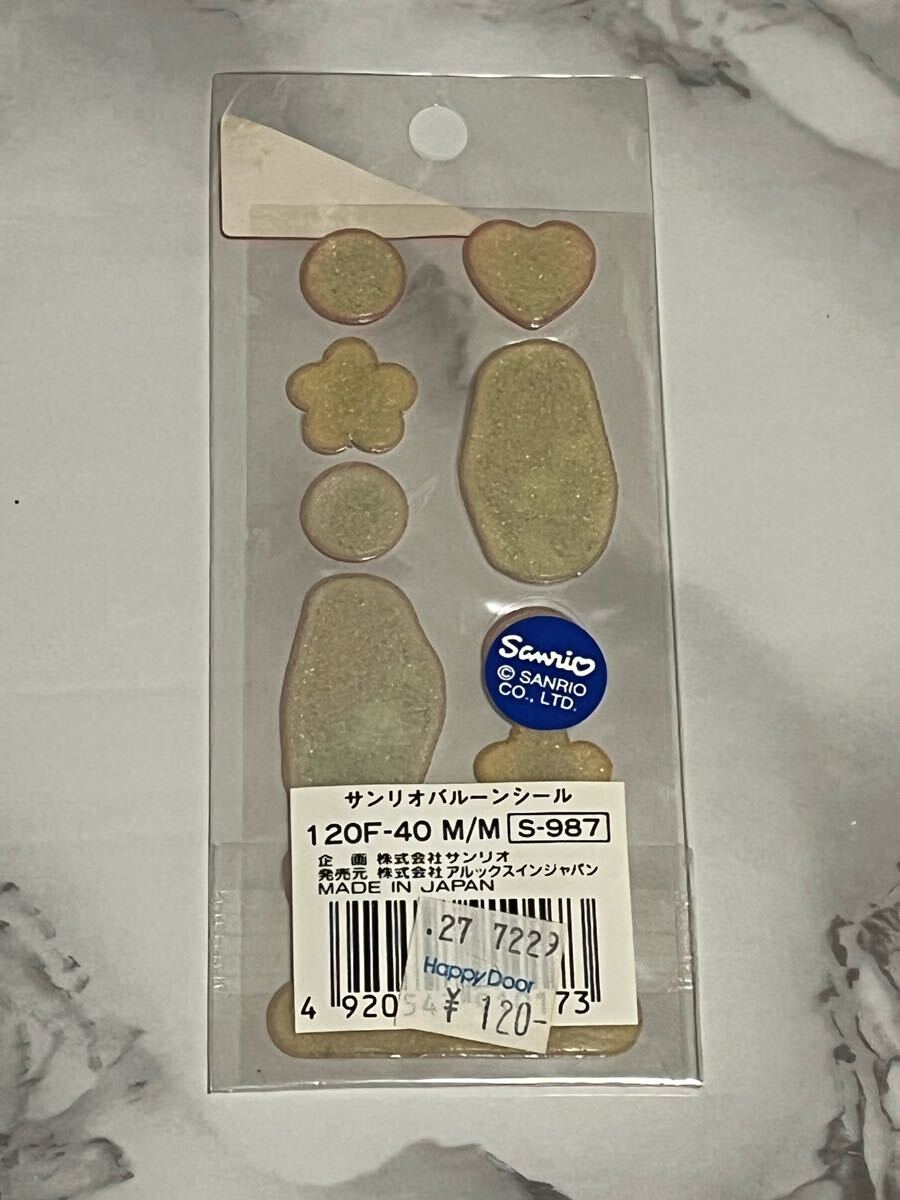 Sanrio
© SANRIO
CO., LTD.
サンリオバルーンシール
120F-40 M/M S-987
企 画 株式会社サンリオ
発売元 株式会社アルックスインジャパン
MADE IN JAPAN
.27 7229
Happy Door
¥ 120-
4 920 54 173